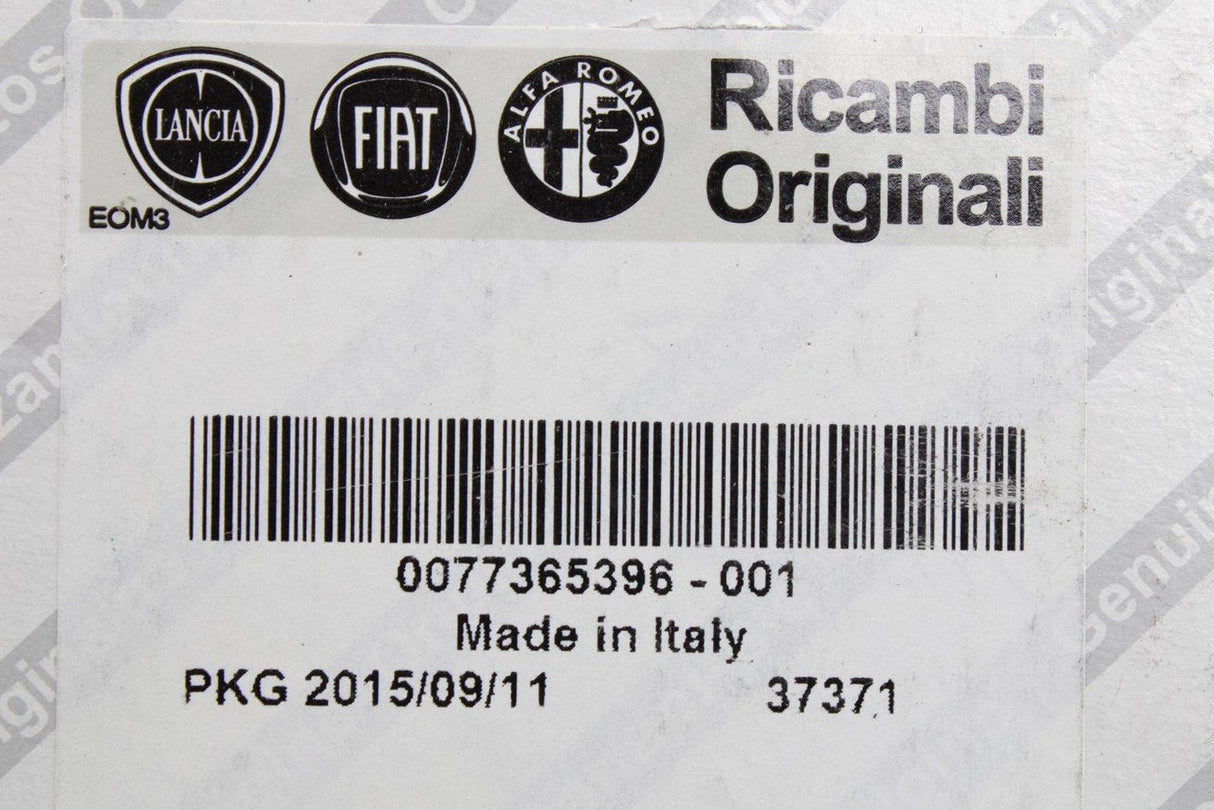 LANCIA
FIAT
ALFA ROMEO
Ricambi
Originali
EOM3
0077365396 - 001
Made in Italy
PKG 2015/09/11 37371